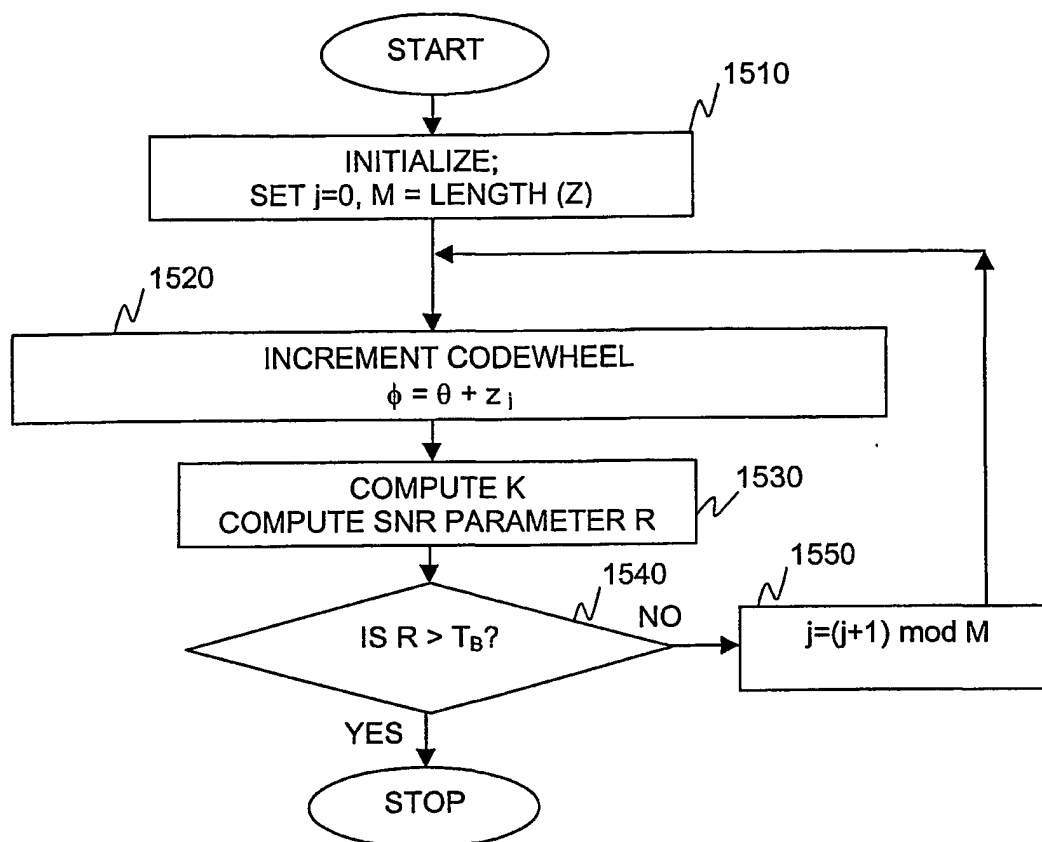 START
1510
INITIALIZE;
SET j=0, M = LENGTH (Z)
1520
INCREMENT CODEWHEEL
ϕ = θ + z j
COMPUTE K
COMPUTE SNR PARAMETER R
1530
1540
1550
IS R > TB?
NO
j=(j+1) mod M
YES
STOP